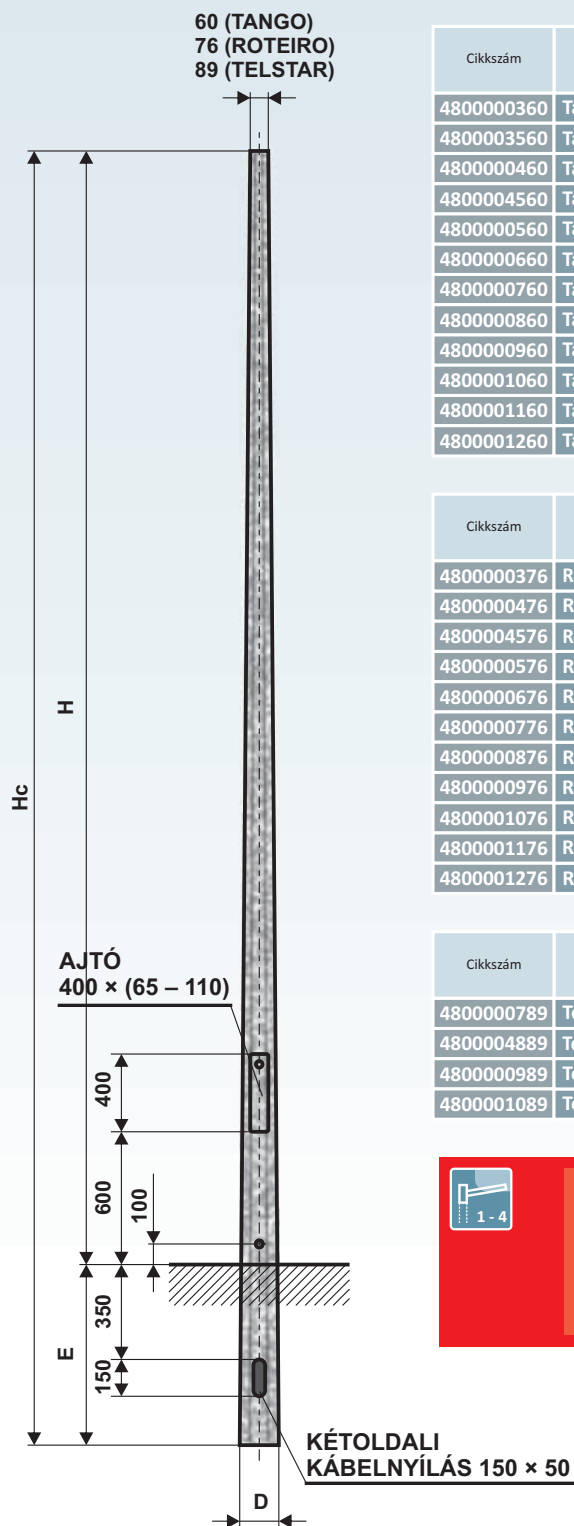 60 (TANGO)
76 (ROTEIRO)
89 (TELSTAR)
Hc
H
AJTÓ
400 × (65 – 110)
400
600
100
350
150
E
D
KÉTOLDALI
KÁBELNYÍLÁS 150 × 50
Cikkszám
4800000360
4800003560
4800000460
4800004560
4800000560
4800000660
4800000760
4800000860
4800000960
4800001060
4800001160
4800001260
Cikkszám
4800000376 R
4800000476 R
4800004576 R
4800000576 R
4800000676 R
4800000776 R
4800000876 R
4800000976 R
4800001076 R
4800001176 R
4800001276 R
Cikkszám
4800000789
4800004889
4800000989
4800001089
1 - 4